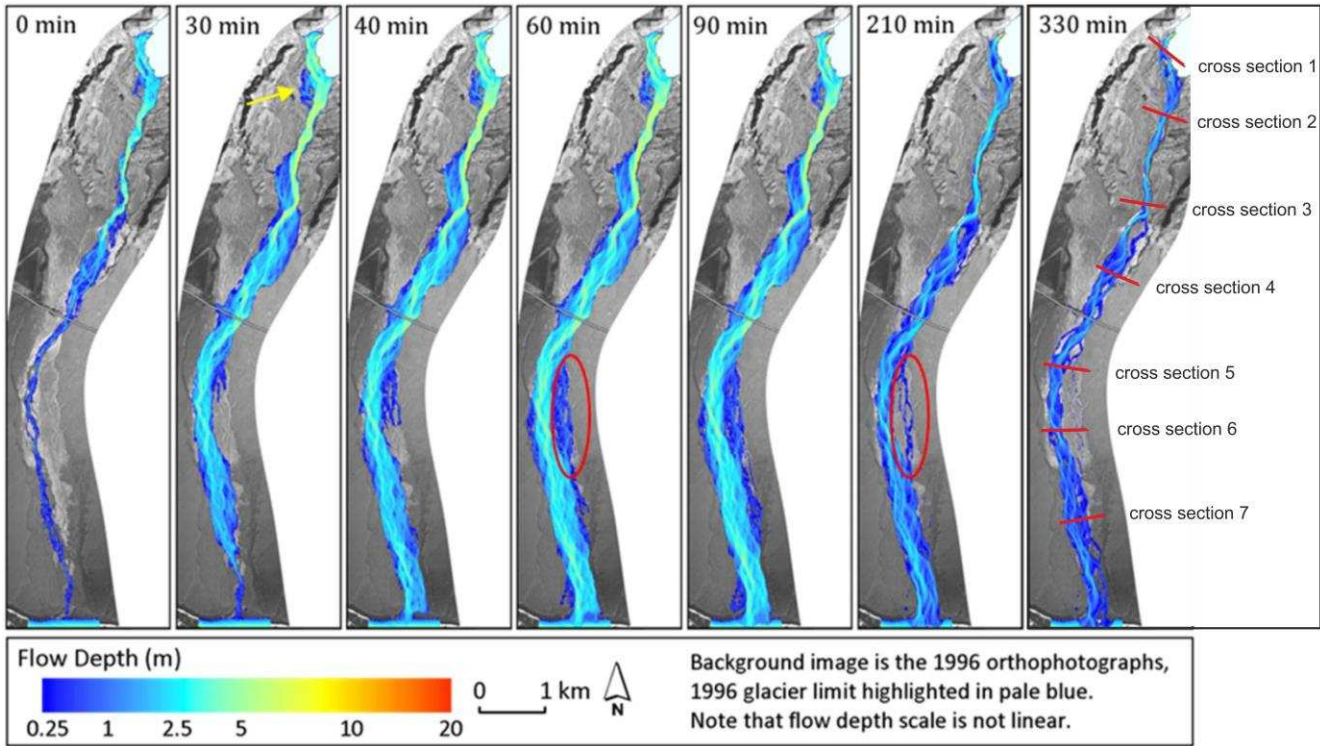 0 min
30 min
40 min
60 min
90 min
210 min
330 min
cross section 1
cross section 2
cross section 3
cross section 4
cross section 5
cross section 6
cross section 7
Flow Depth (m)
0.25 1 2.5 5 10 20
0 1 km
N
Background image is the 1996 orthophotographs,
1996 glacier limit highlighted in pale blue.
Note that flow depth scale is not linear.